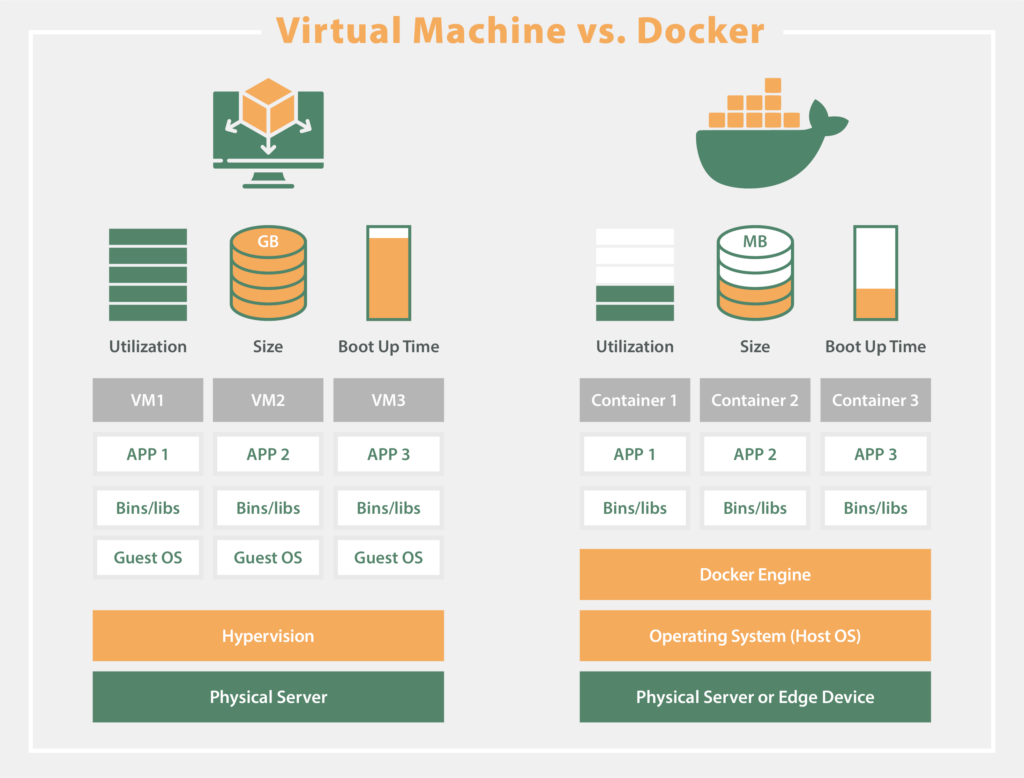 Virtual Machine vs. Docker
GB
Utilization
Size
Boot Up Time
VM1
VM2
VM3
APP 1
APP 2
APP 3
Bins/libs
Bins/libs
Bins/libs
Guest OS
Guest OS
Guest OS
Hypervision
Physical Server
MB
Utilization
Size
Boot Up Time
Container 1
Container 2
Container 3
APP 1
APP 2
APP 3
Bins/libs
Bins/libs
Bins/libs
Docker Engine
Operating System (Host OS)
Physical Server or Edge Device